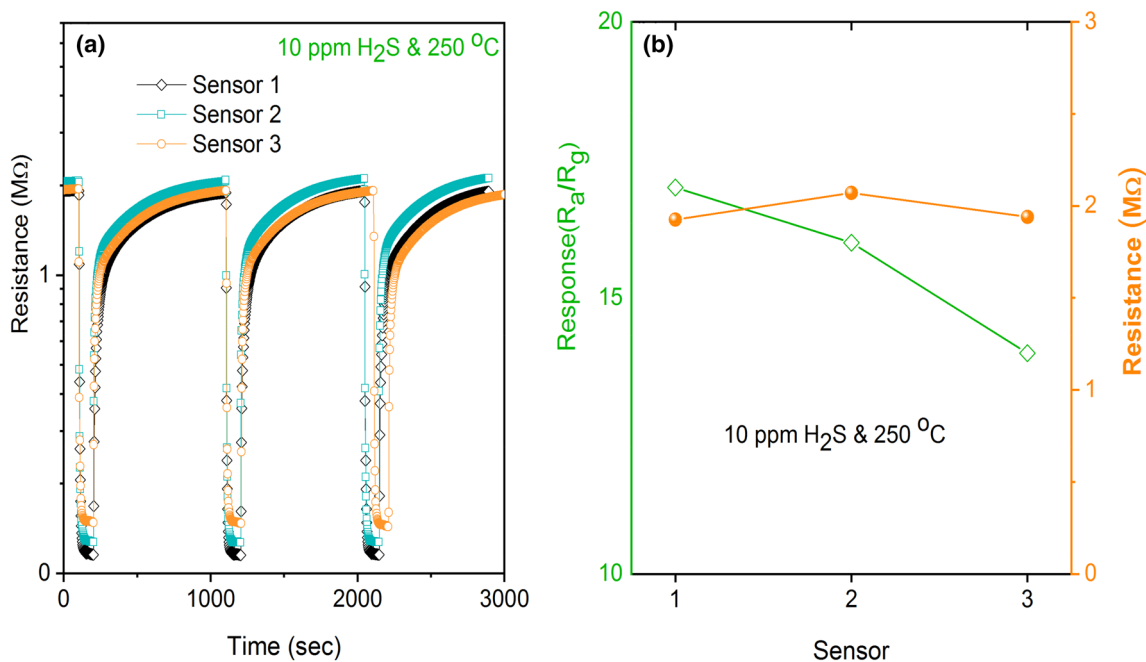 (a)
10 ppm H2S & 250 °C
Sensor 1
Sensor 2
Sensor 3
Resistance (MΩ)
1
0
0
1000
2000
3000
Time (sec)
(b)
20
15
10
Response(Ra/Rg)
3
2
1
0
Resistance (MΩ)
10 ppm H2S & 250 °C
1
2
3
Sensor